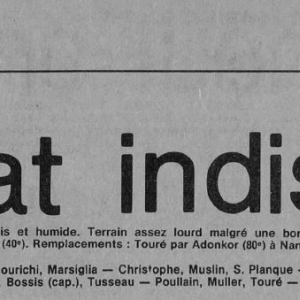 at indis
is et humide. Terrain assez lourd malgré une bor
(40e). Remplacements : Touré par Adonkor (80e) à Nan
ourichi, Marsiglia — Christophe, Muslin, S. Planque —
Bossis (cap.), Tusseau — Poullain, Muller, Touré —